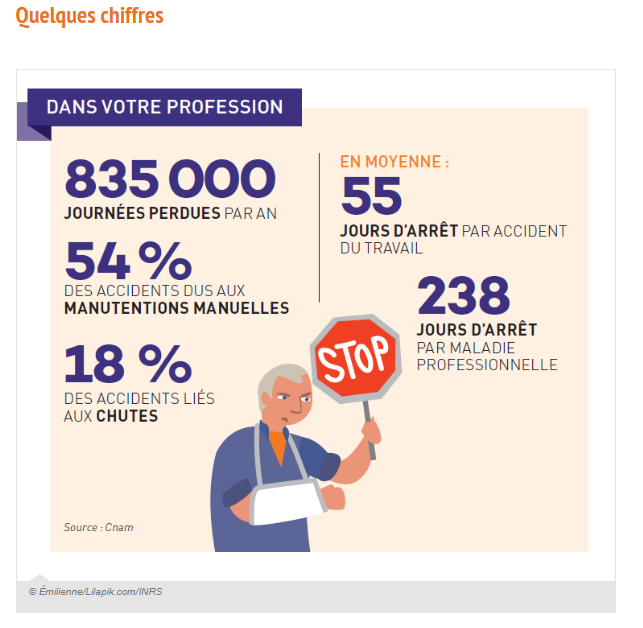 Quelques chiffres
DANS VOTRE PROFESSION
835 000
JOURNÉES PERDUES PAR AN
54 %
DES ACCIDENTS DUS AUX
MANUTENTIONS MANUELLES
18 %
DES ACCIDENTS LIÉS
AUX CHUTES
EN MOYENNE :
55
JOURS D'ARRÊT PAR ACCIDENT
DU TRAVAIL
238
JOURS D'ARRÊT
PAR MALADIE
PROFESSIONNELLE
STOP
Source : Cnam
© Émilienne/Lilapik.com/INRS